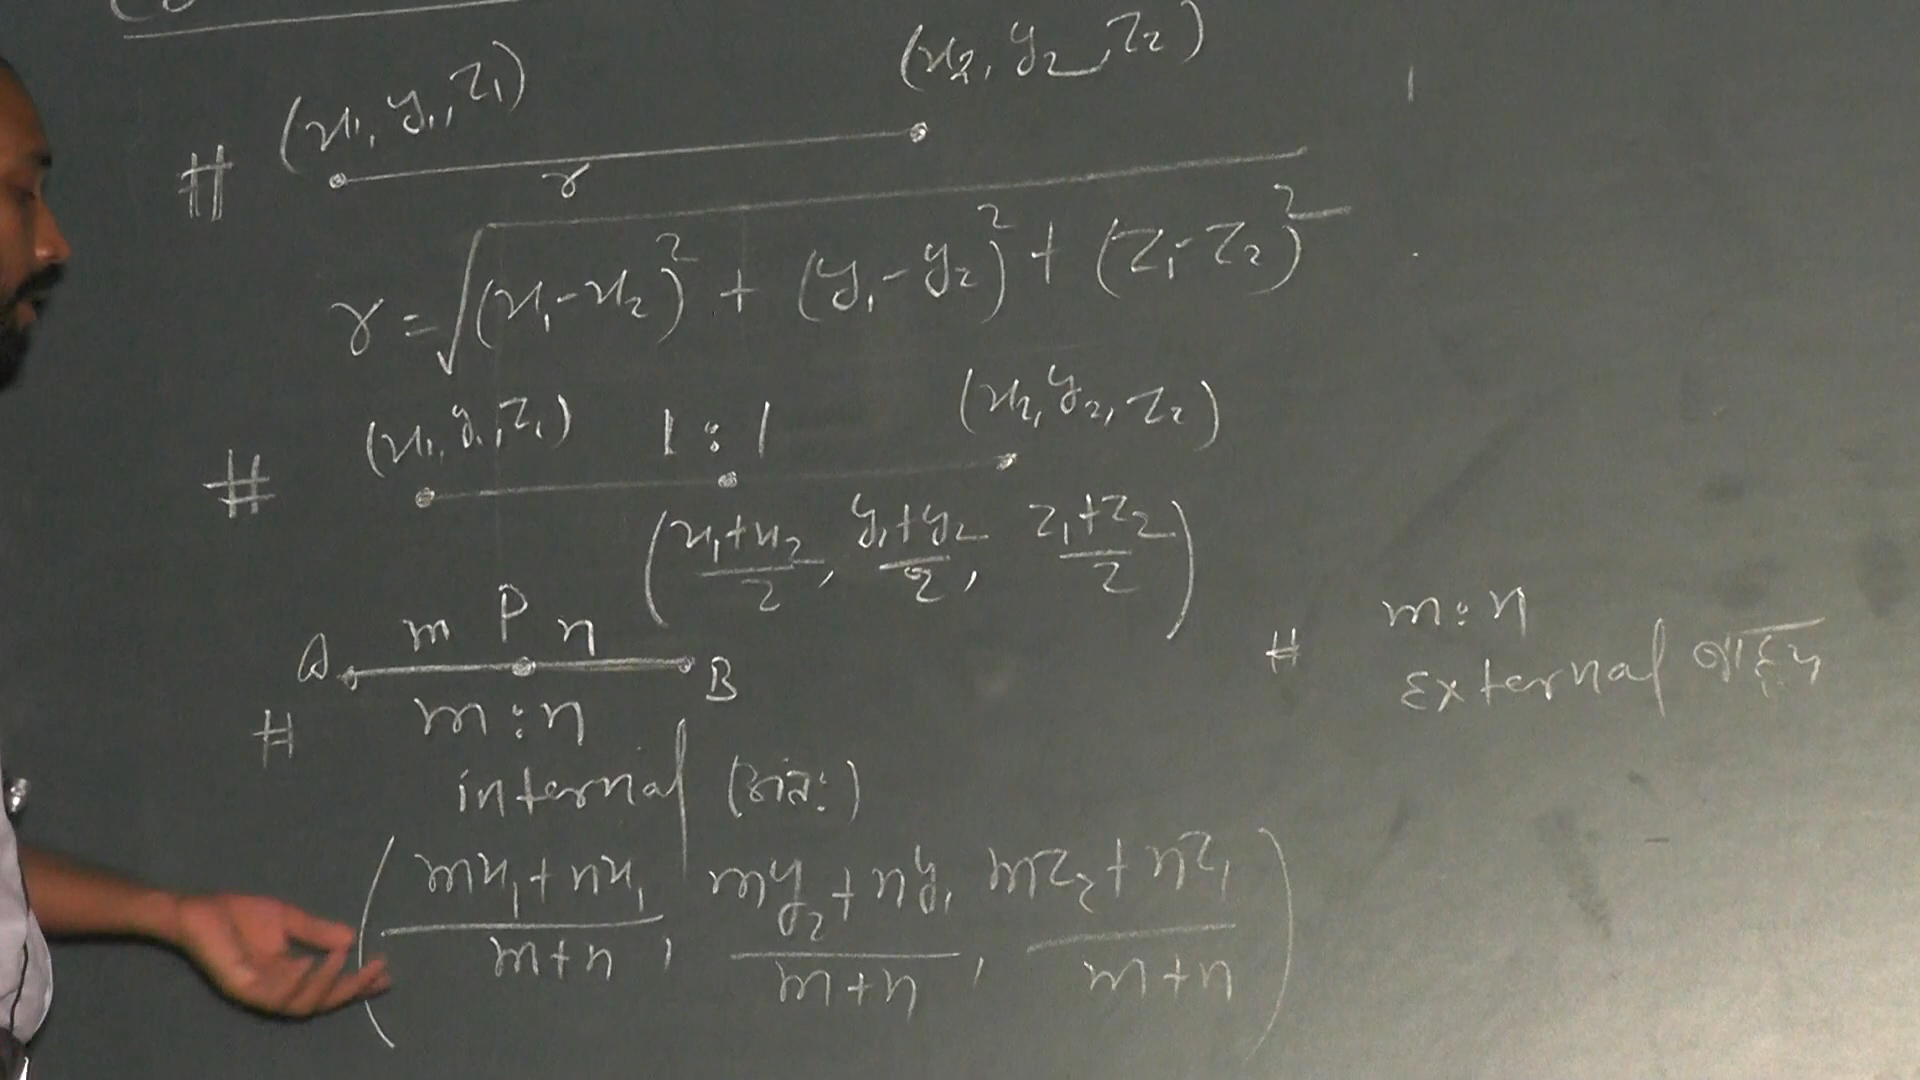 # (x₁, y₁, z₁) (x₂, y₂, z₂)
r
r = √((x₁-x₂)² + (y₁-y₂)² + (z₁-z₂)²)
# (x₁, y₁, z₁) 1 : 1 (x₂, y₂, z₂)
((x₁+x₂)/2, (y₁+y₂)/2, (z₁+z₂)/2)
m P n
A B
# m : n
internal (অন্তঃ)
((mx₁+nx₁)/(m+n), (my₂+ny₁)/(m+n), (mz₂+nz₁)/(m+n))
# m : n
External